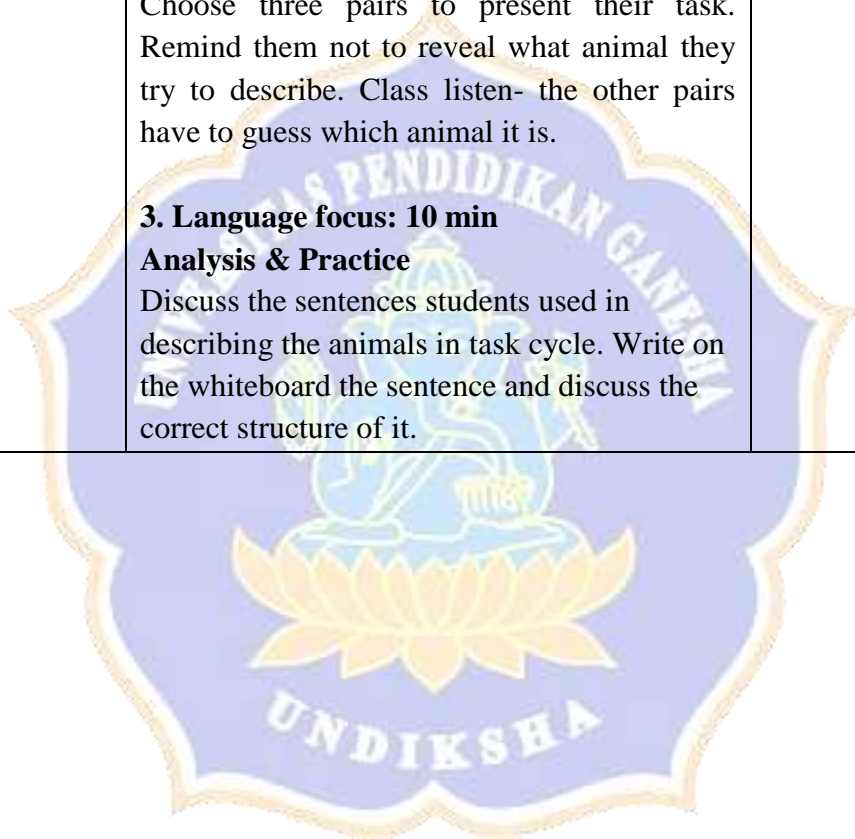 Choose three pairs to present their task.
Remind them not to reveal what animal they
try to describe. Class listen- the other pairs
have to guess which animal it is.
3. Language focus: 10 min
Analysis & Practice
Discuss the sentences students used in
describing the animals in task cycle. Write on
the whiteboard the sentence and discuss the
correct structure of it.
UNIVERSITAS PENDIDIKAN GANESHA
UNDIKSHA